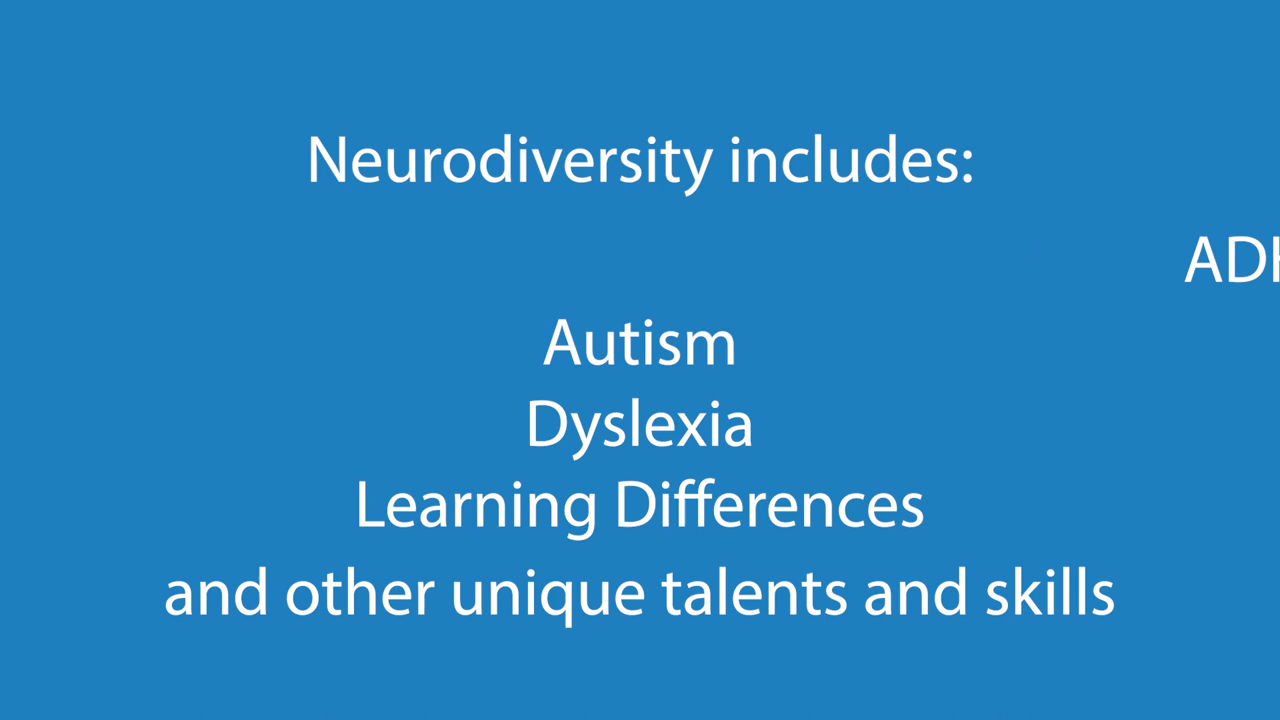 Neurodiversity includes:
ADH
Autism
Dyslexia
Learning Differences
and other unique talents and skills